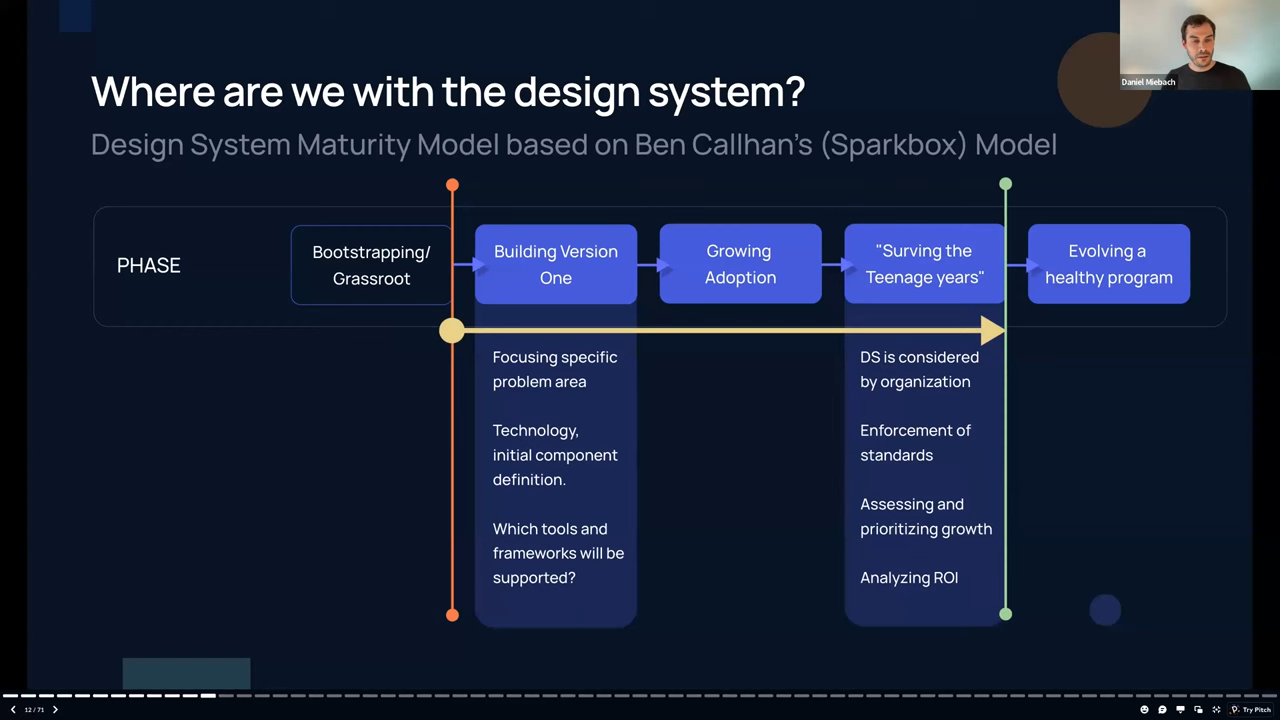 Daniel Miebach
Where are we with the design system?
Design System Maturity Model based on Ben Callhan's (Sparkbox) Model
PHASE
Bootstrapping/
Grassroot
Building Version
One
Growing
Adoption
"Surving the
Teenage years"
Evolving a
healthy program
Focusing specific
problem area
Technology,
initial component
definition.
Which tools and
frameworks will be
supported?
DS is considered
by organization
Enforcement of
standards
Assessing and
prioritizing growth
Analyzing ROI
12 / 71
Try Pitch